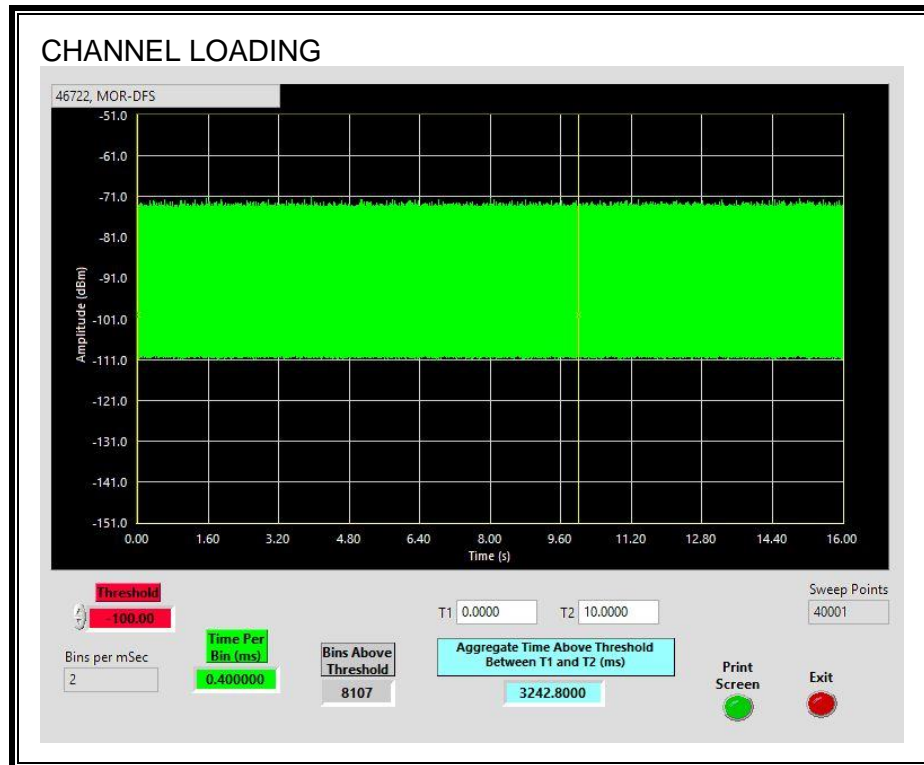 CHANNEL LOADING
46722, MOR-DFS
-51.0
-61.0
-71.0
-81.0
-91.0
-101.0
-111.0
-121.0
-131.0
-141.0
-151.0
Amplitude (dBm)
0.00 1.60 3.20 4.80 6.40 8.00 9.60 11.20 12.80 14.40 16.00
Time (s)
Threshold
-100.00
Bins per mSec
2
Time Per
Bin (ms)
0.400000
Bins Above
Threshold
8107
T1 0.0000 T2 10.0000
Aggregate Time Above Threshold
Between T1 and T2 (ms)
3242.8000
Sweep Points
40001
Print
Screen
Exit